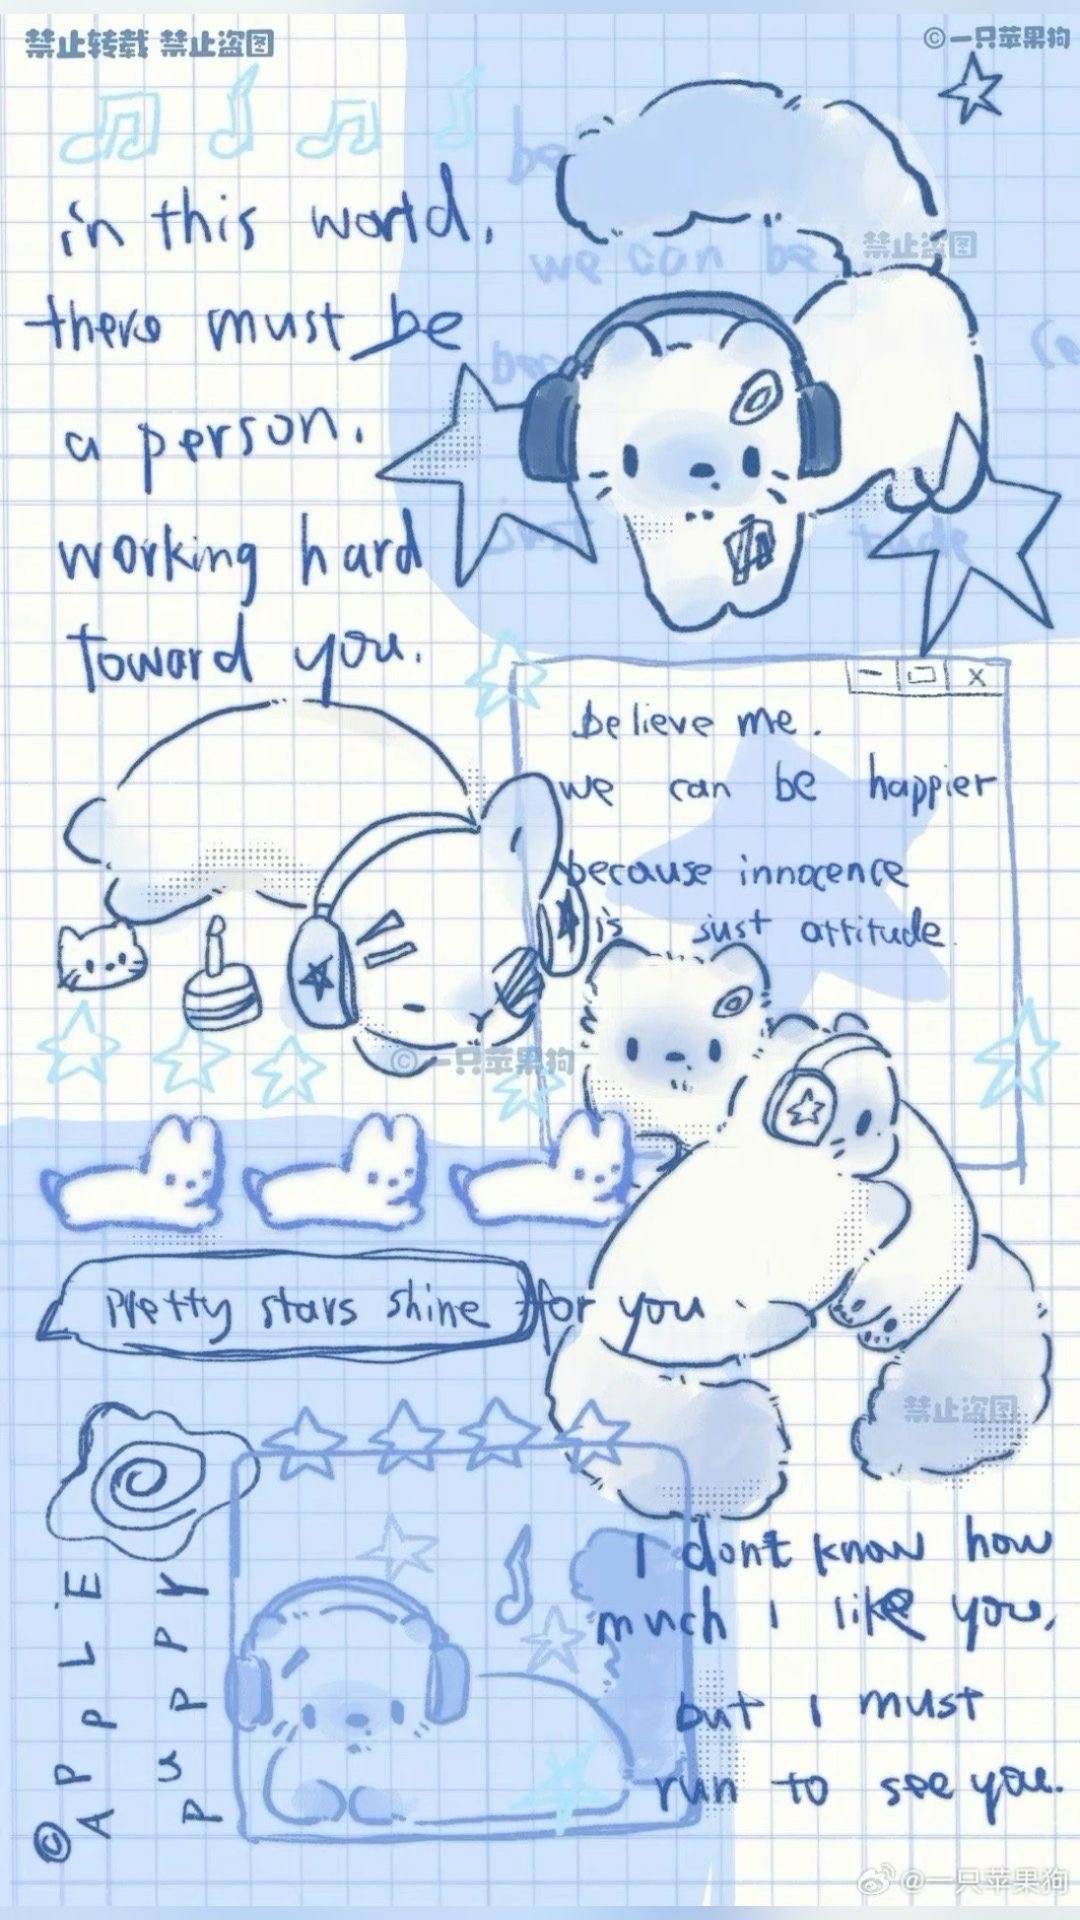 禁止转载 禁止盗图
©一只苹果狗
in this world,
there must be
a person.
working hard
toward you.
we can be
禁止盗图
believe me.
we can be happier
because innocence
is just attitude
©一只苹果狗
Pretty stars shine for you
禁止盗图
I don't know how
much I like you,
but I must
run to see you.
© APPLE
PUPPY
@一只苹果狗